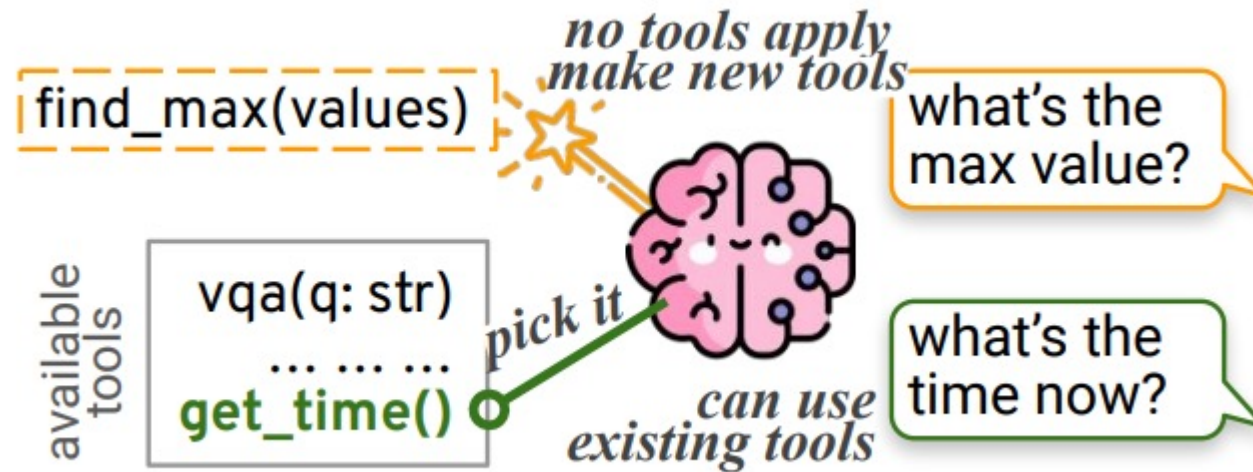 no tools apply
make new tools
find_max(values)
what's the
max value?
available
tools
vqa(q: str)
... ... ...
get_time()
pick it
can use
existing tools
what's the
time now?